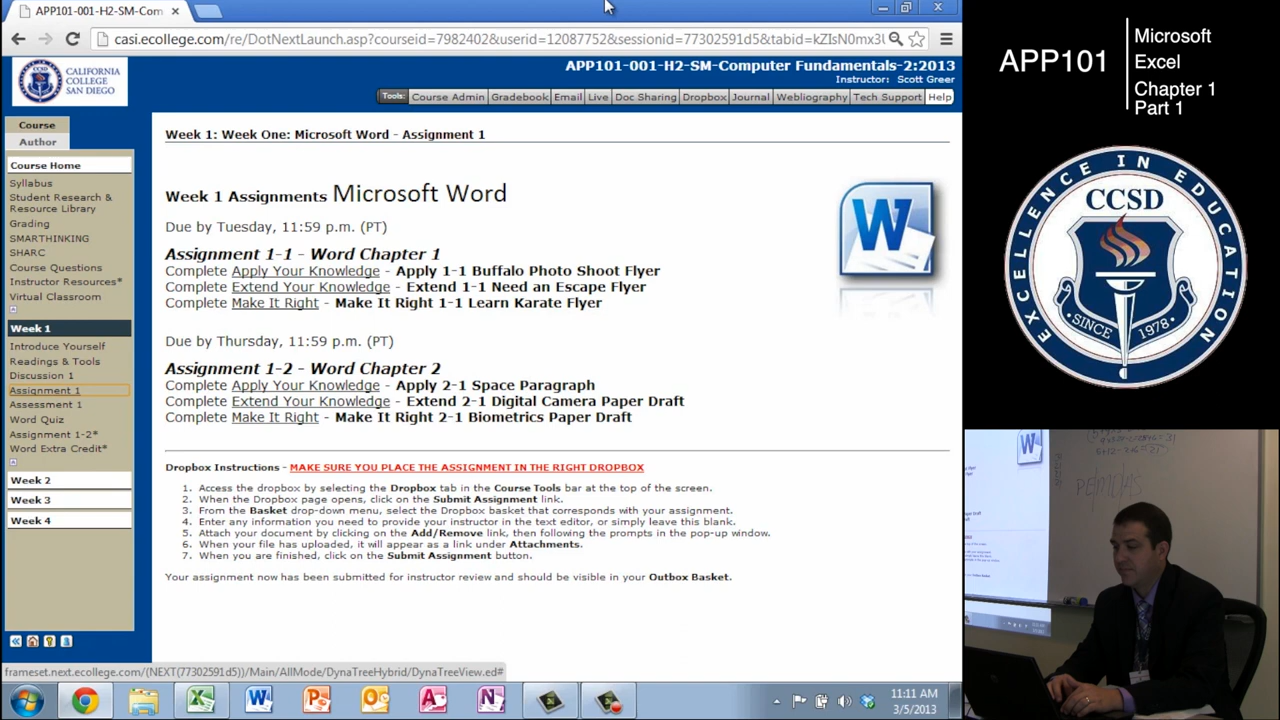 APP101-001-H2-SM-Com
casi.ecollege.com/re/DotNextLaunch.asp?courseid=7982402&userid=12087752&sessionid=77302591d5&tabid=kZIsN0mx3U
CCSD
CALIFORNIA
COLLEGE
SAN DIEGO
APP101-001-H2-SM-Computer Fundamentals-2:2013
Instructor: Scott Greer
Tools: Course Admin Gradebook Email Live Doc Sharing Dropbox Journal Webliography Tech Support Help
Course
Author
Course Home
Syllabus
Student Research &
Resource Library
Grading
SMARTHINKING
SHARC
Course Questions
Instructor Resources*
Virtual Classroom
Week 1
Introduce Yourself
Readings & Tools
Discussion 1
Assignment 1
Assessment 1
Word Quiz
Assignment 1-2*
Word Extra Credit*
Week 2
Week 3
Week 4
Week 1: Week One: Microsoft Word - Assignment 1
Week 1 Assignments Microsoft Word
W
Due by Tuesday, 11:59 p.m. (PT)
Assignment 1-1 - Word Chapter 1
Complete Apply Your Knowledge - Apply 1-1 Buffalo Photo Shoot Flyer
Complete Extend Your Knowledge - Extend 1-1 Need an Escape Flyer
Complete Make It Right - Make It Right 1-1 Learn Karate Flyer
Due by Thursday, 11:59 p.m. (PT)
Assignment 1-2 - Word Chapter 2
Complete Apply Your Knowledge - Apply 2-1 Space Paragraph
Complete Extend Your Knowledge - Extend 2-1 Digital Camera Paper Draft
Complete Make It Right - Make It Right 2-1 Biometrics Paper Draft
Dropbox Instructions - MAKE SURE YOU PLACE THE ASSIGNMENT IN THE RIGHT DROPBOX
1. Access the dropbox by selecting the Dropbox tab in the Course Tools bar at the top of the screen.
2. When the Dropbox page opens, click on the Submit Assignment link.
3. From the Basket drop-down menu, select the Dropbox basket that corresponds with your assignment.
4. Enter any information you need to provide your instructor in the text editor, or simply leave this blank.
5. Attach your document by clicking on the Add/Remove link, then following the prompts in the pop-up window.
6. When your file has uploaded, it will appear as a link under Attachments.
7. When you are finished, click on the Submit Assignment button.
Your assignment now has been submitted for instructor review and should be visible in your Outbox Basket.
frameset.next.ecollege.com/(NEXT(77302591d5))/Main/AllMode/DynaTreeHybrid/DynaTreeView.ed#
11:11 AM
3/5/2013
APP101
Microsoft
Excel
Chapter 1
Part 1
EXCELLENCE IN EDUCATION
CCSD
SINCE 1978
W
PEMDAS